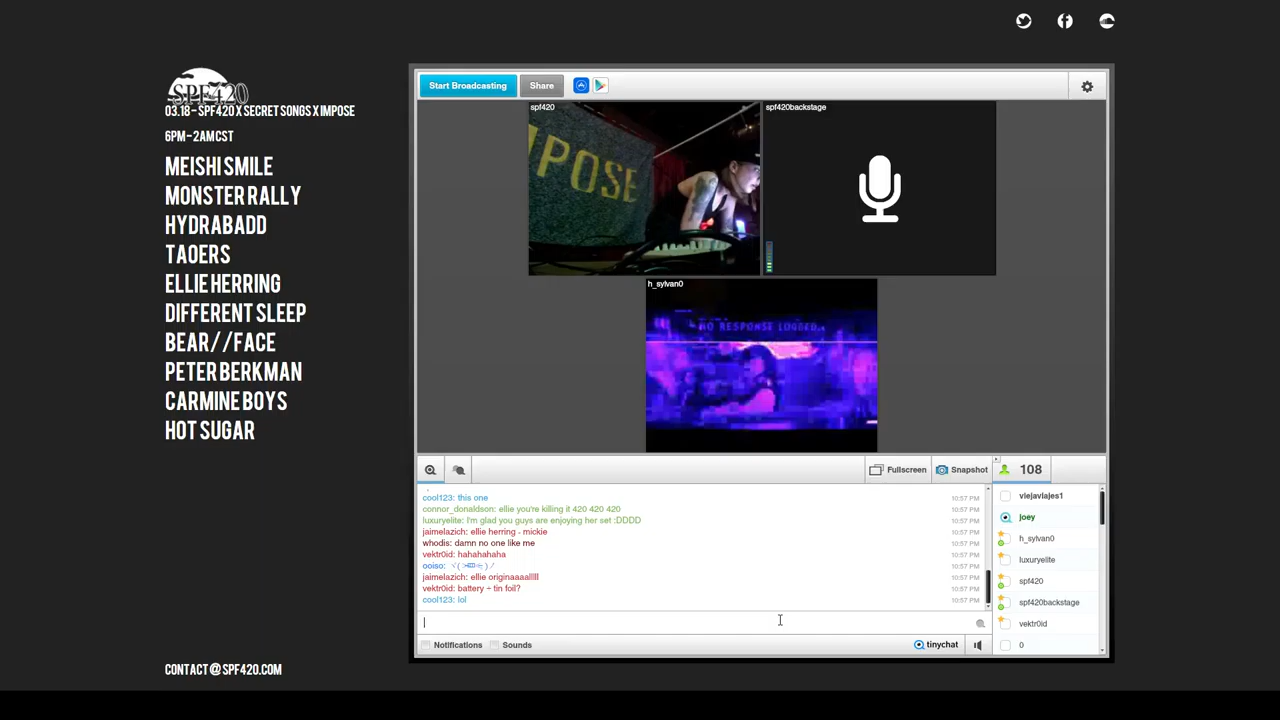 SPF420
03.18 - SPF420 X SECRET SONGS X IMPOSE
6PM - 2AM CST
MEISHI SMILE
MONSTER RALLY
HYDRABADD
TAOERS
ELLIE HERRING
DIFFERENT SLEEP
BEAR//FACE
PETER BERKMAN
CARMINE BOYS
HOT SUGAR
CONTACT@SPF420.COM
Start Broadcasting
Share
spf420
IPOSE
spf420backstage
h_sylvan0
NO RESPONSE LOGGED
Fullscreen
Snapshot
108
cool123: this one 10:57 PM
connor_donaldson: ellie you're killing it 420 420 420 10:57 PM
luxuryelite: I'm glad you guys are enjoying her set :DDDD 10:57 PM
jaimelazich: ellie herring - mickie 10:57 PM
whodis: damn no one like me 10:57 PM
vektr0id: hahahahaha 10:57 PM
ooiso: 10:57 PM
jaimelazich: ellie originaaaallllll 10:57 PM
vektr0id: battery + tin foil? 10:57 PM
cool123: lol 10:57 PM
Notifications
Sounds
tinychat
viejaviajes1
joey
h_sylvan0
luxuryelite
spf420
spf420backstage
vektr0id
0